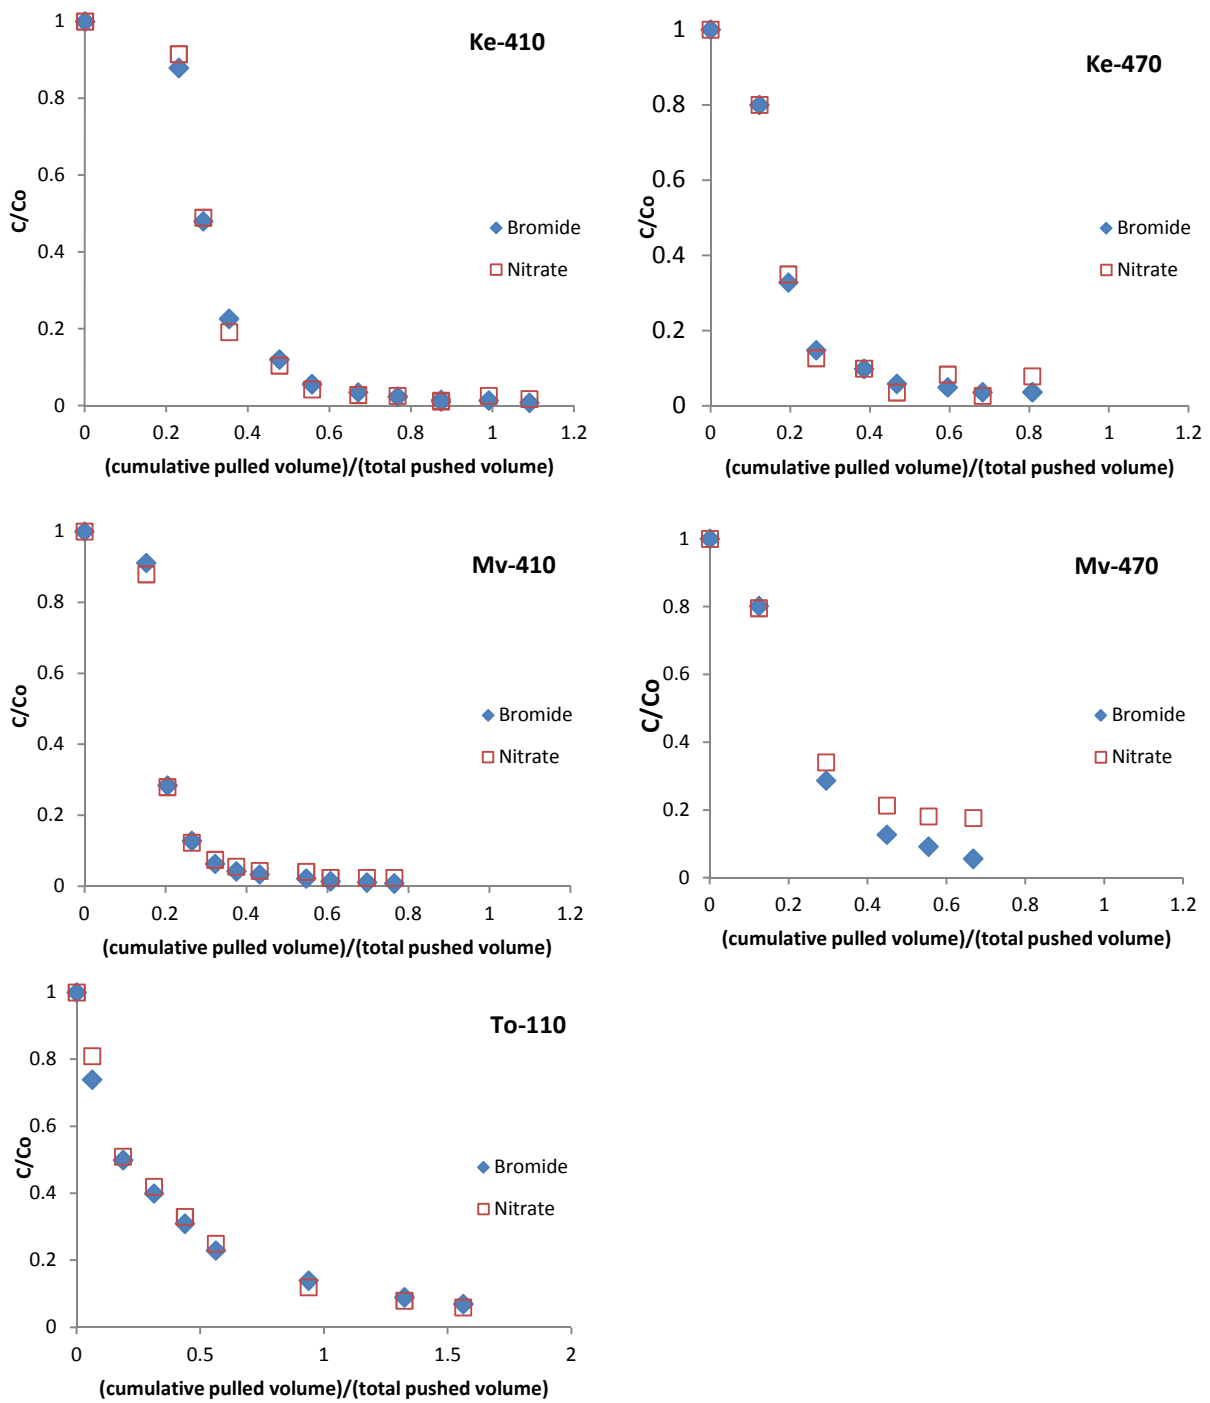 Ke-410
C/Co
1
0.8
0.6
0.4
0.2
0
0 0.2 0.4 0.6 0.8 1 1.2
(cumulative pulled volume)/(total pushed volume)
Bromide
Nitrate
Ke-470
C/Co
1
0.8
0.6
0.4
0.2
0
0 0.2 0.4 0.6 0.8 1 1.2
(cumulative pulled volume)/(total pushed volume)
Bromide
Nitrate
Mv-410
C/Co
1
0.8
0.6
0.4
0.2
0
0 0.2 0.4 0.6 0.8 1 1.2
(cumulative pulled volume)/(total pushed volume)
Bromide
Nitrate
Mv-470
C/Co
1
0.8
0.6
0.4
0.2
0
0 0.2 0.4 0.6 0.8 1 1.2
(cumulative pulled volume)/(total pushed volume)
Bromide
Nitrate
To-110
C/Co
1
0.8
0.6
0.4
0.2
0
0 0.5 1 1.5 2
(cumulative pulled volume)/(total pushed volume)
Bromide
Nitrate